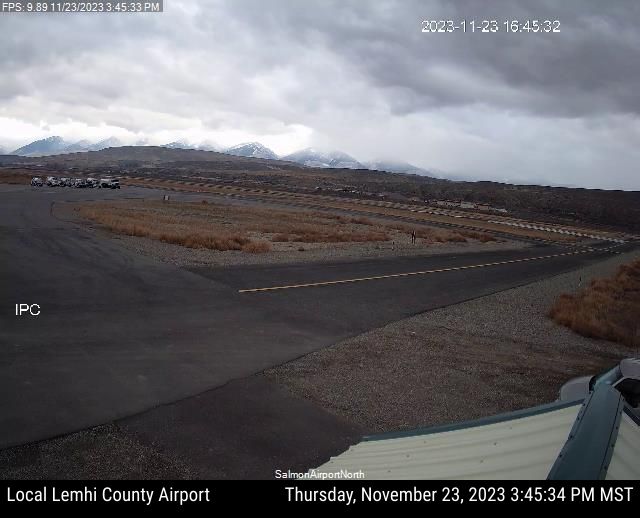 FPS: 9.89 11/23/2023 3:45:33 PM
2023-11-23 16:45:32
IPC
SalmonAirportNorth
Local Lemhi County Airport
Thursday, November 23, 2023 3:45:34 PM MST